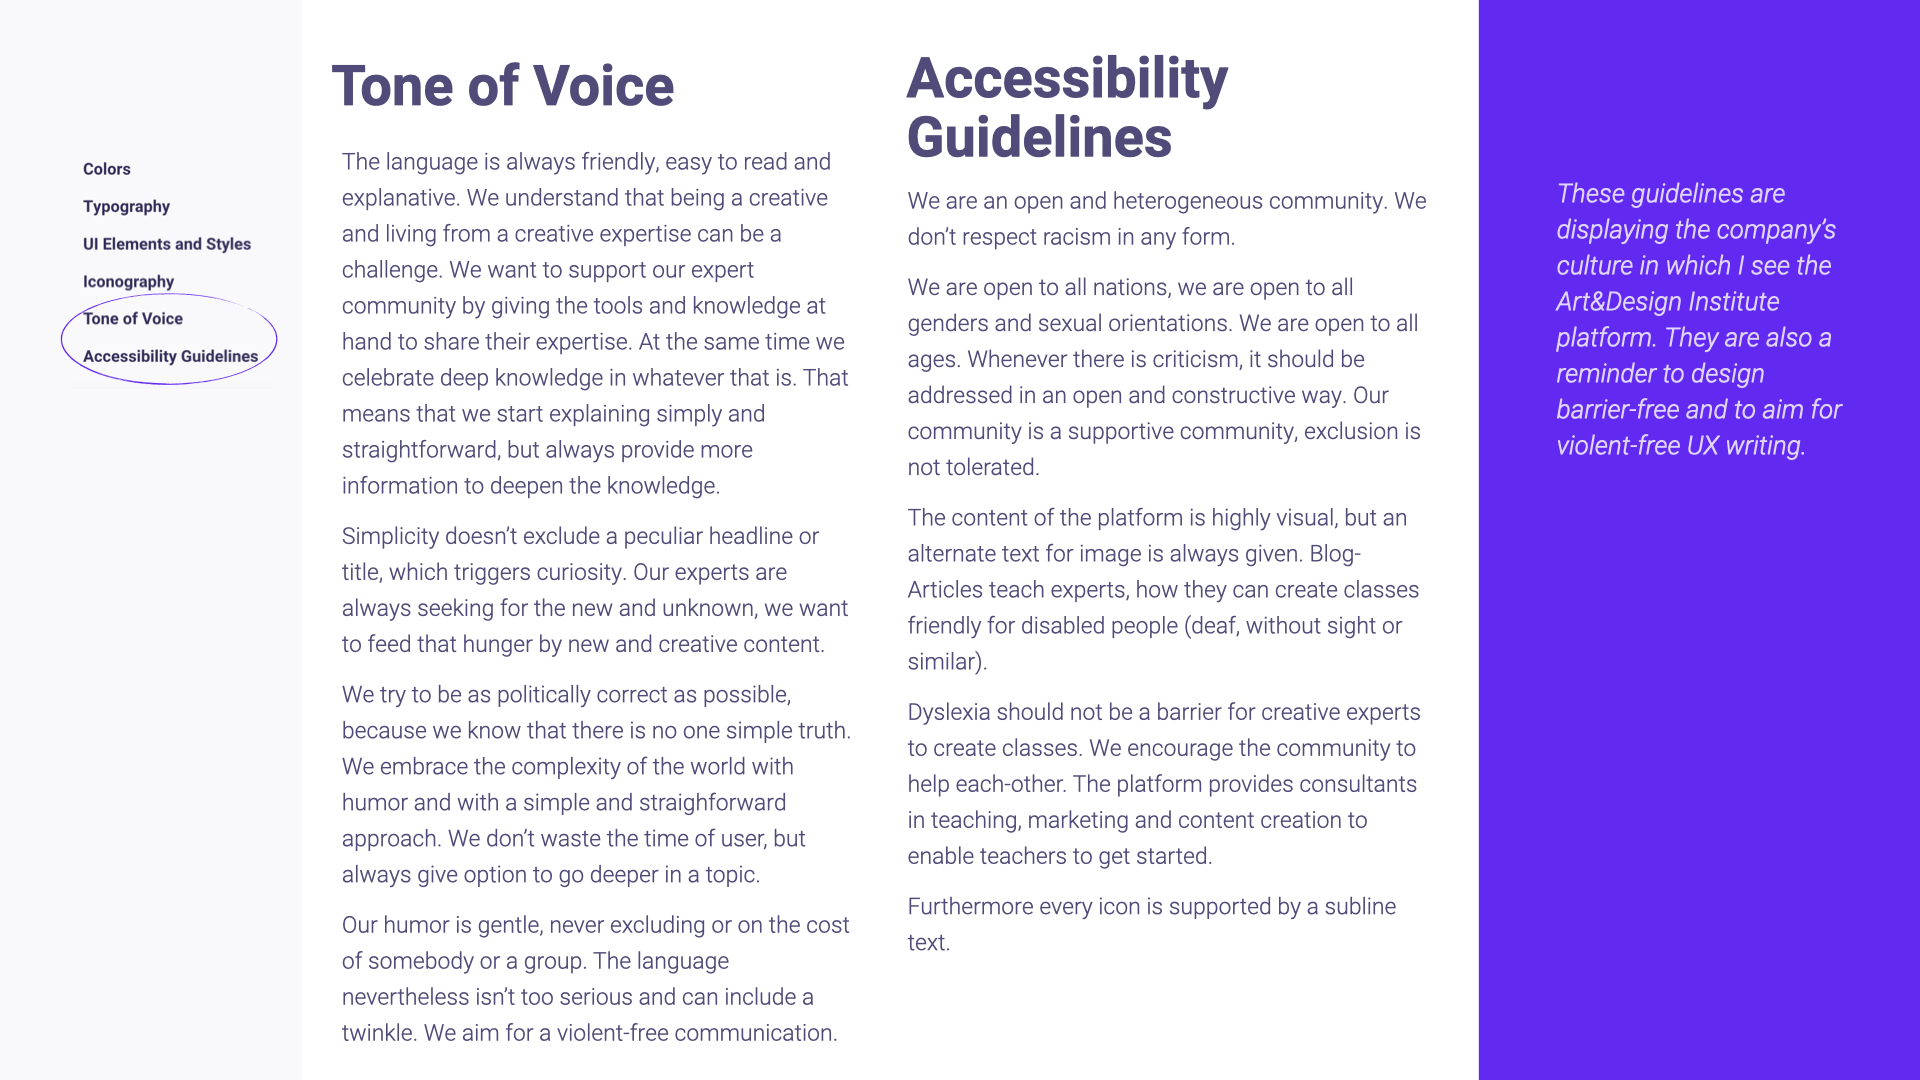 Colors
Typography
UI Elements and Styles
Iconography
Tone of Voice
Accessibility Guidelines
Tone of Voice
The language is always friendly, easy to read and
explanative. We understand that being a creative
and living from a creative expertise can be a
challenge. We want to support our expert
community by giving the tools and knowledge at
hand to share their expertise. At the same time we
celebrate deep knowledge in whatever that is. That
means that we start explaining simply and
straightforward, but always provide more
information to deepen the knowledge.
Simplicity doesn’t exclude a peculiar headline or
title, which triggers curiosity. Our experts are
always seeking for the new and unknown, we want
to feed that hunger by new and creative content.
We try to be as politically correct as possible,
because we know that there is no one simple truth.
We embrace the complexity of the world with
humor and with a simple and straighforward
approach. We don’t waste the time of user, but
always give option to go deeper in a topic.
Our humor is gentle, never excluding or on the cost
of somebody or a group. The language
nevertheless isn’t too serious and can include a
twinkle. We aim for a violent-free communication.
Accessibility
Guidelines
We are an open and heterogeneous community. We
don’t respect racism in any form.
We are open to all nations, we are open to all
genders and sexual orientations. We are open to all
ages. Whenever there is criticism, it should be
addressed in an open and constructive way. Our
community is a supportive community, exclusion is
not tolerated.
The content of the platform is highly visual, but an
alternate text for image is always given. Blog-
Articles teach experts, how they can create classes
friendly for disabled people (deaf, without sight or
similar).
Dyslexia should not be a barrier for creative experts
to create classes. We encourage the community to
help each-other. The platform provides consultants
in teaching, marketing and content creation to
enable teachers to get started.
Furthermore every icon is supported by a subline
text.
These guidelines are
displaying the company’s
culture in which I see the
Art&Design Institute
platform. They are also a
reminder to design
barrier-free and to aim for
violent-free UX writing.